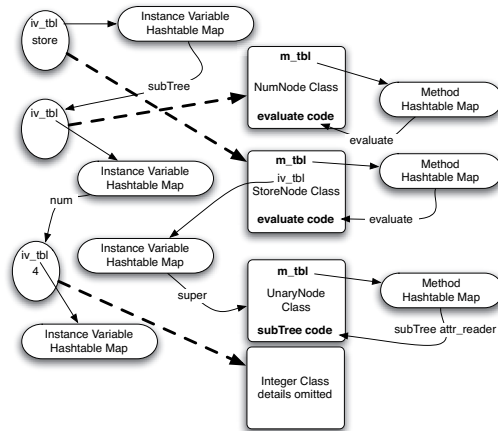 iv_tbl
store
Instance Variable
Hashtable Map
subTree
iv_tbl
Instance Variable
Hashtable Map
num
iv_tbl
4
Instance Variable
Hashtable Map
Instance Variable
Hashtable Map
super
m_tbl
NumNode Class
evaluate code
Method
Hashtable Map
evaluate
m_tbl
iv_tbl
StoreNode Class
evaluate code
Method
Hashtable Map
evaluate
m_tbl
UnaryNode
Class
subTree code
Method
Hashtable Map
subTree attr_reader
Integer Class
details omitted